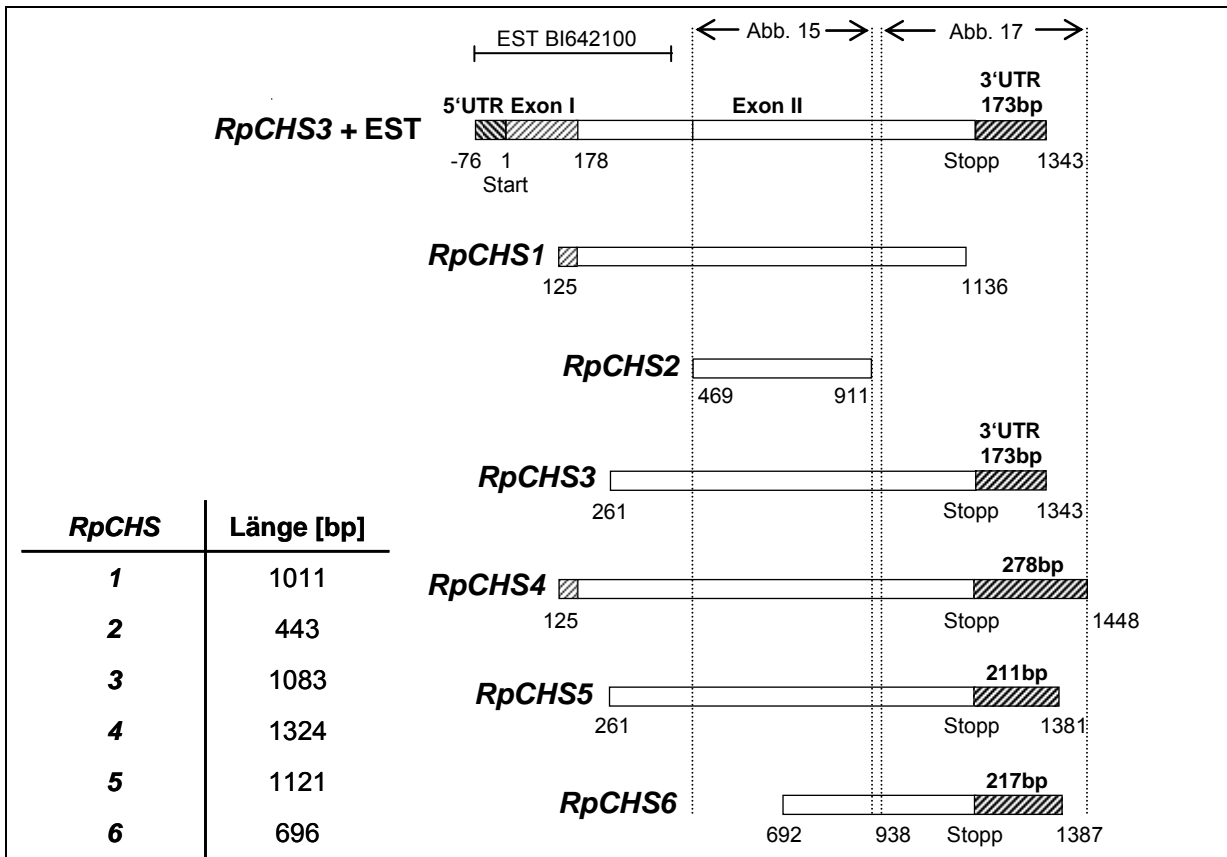 EST BI642100
Abb. 15
Abb. 17
5‘UTR Exon I
Exon II
3‘UTR
173bp
RpCHS3 + EST
-76 1 178 Stopp 1343
Start
RpCHS1
125 1136
RpCHS2
469 911
3‘UTR
173bp
RpCHS3
261 Stopp 1343
278bp
RpCHS4
125 Stopp 1448
211bp
RpCHS5
261 Stopp 1381
217bp
RpCHS6
692 938 Stopp 1387
RpCHS Länge [bp]
1 1011
2 443
3 1083
4 1324
5 1121
6 696